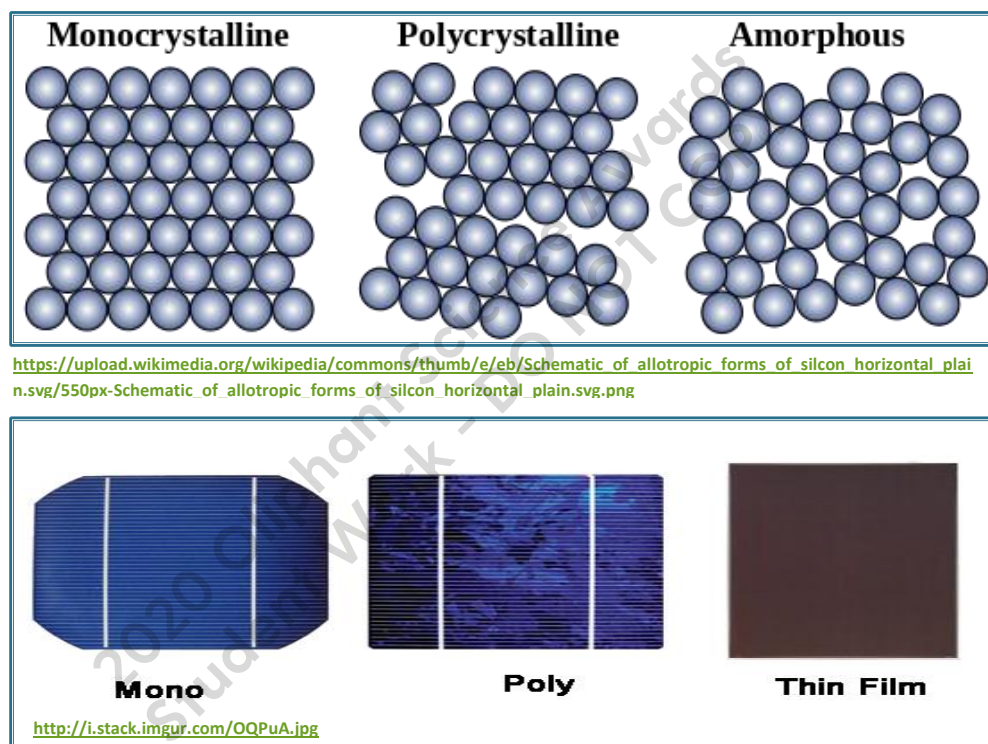 Monocrystalline Polycrystalline Amorphous
https://upload.wikimedia.org/wikipedia/commons/thumb/e/eb/Schematic_of_allotropic_forms_of_silcon_horizontal_plai
n.svg/550px-Schematic_of_allotropic_forms_of_silcon_horizontal_plain.svg.png
Mono Poly Thin Film
http://i.stack.imgur.com/OQPuA.jpg
2020 Oliphant Science Awards
Student Work - DO NOT COPY